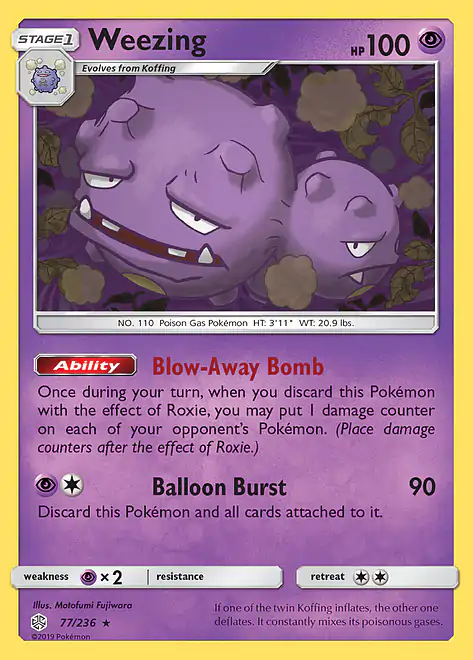 STAGE 1 Weezing HP 100
Evolves from Koffing
NO. 110 Poison Gas Pokémon HT: 3'11" WT: 20.9 lbs.
Ability Blow-Away Bomb
Once during your turn, when you discard this Pokémon
with the effect of Roxie, you may put 1 damage counter
on each of your opponent's Pokémon. (Place damage
counters after the effect of Roxie.)
Balloon Burst 90
Discard this Pokémon and all cards attached to it.
weakness ×2 resistance retreat
Illus. Motofumi Fujiwara
77/236 ★
©2019 Pokémon
If one of the twin Koffing inflates, the other one
deflates. It constantly mixes its poisonous gases.